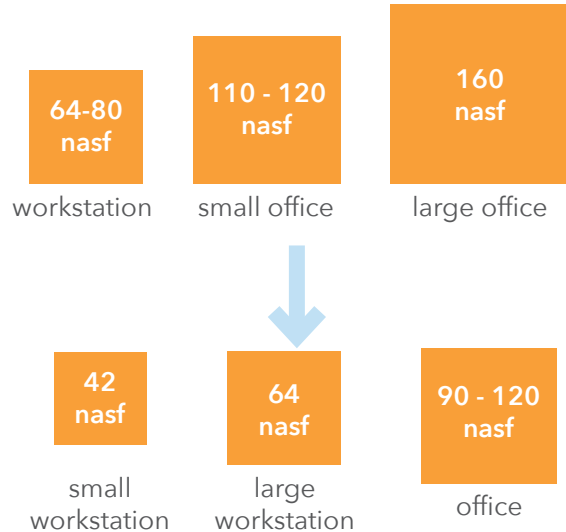 64-80
nasf
110 - 120
nasf
160
nasf
workstation
small office
large office
42
nasf
64
nasf
90 - 120
nasf
small
workstation
large
workstation
office